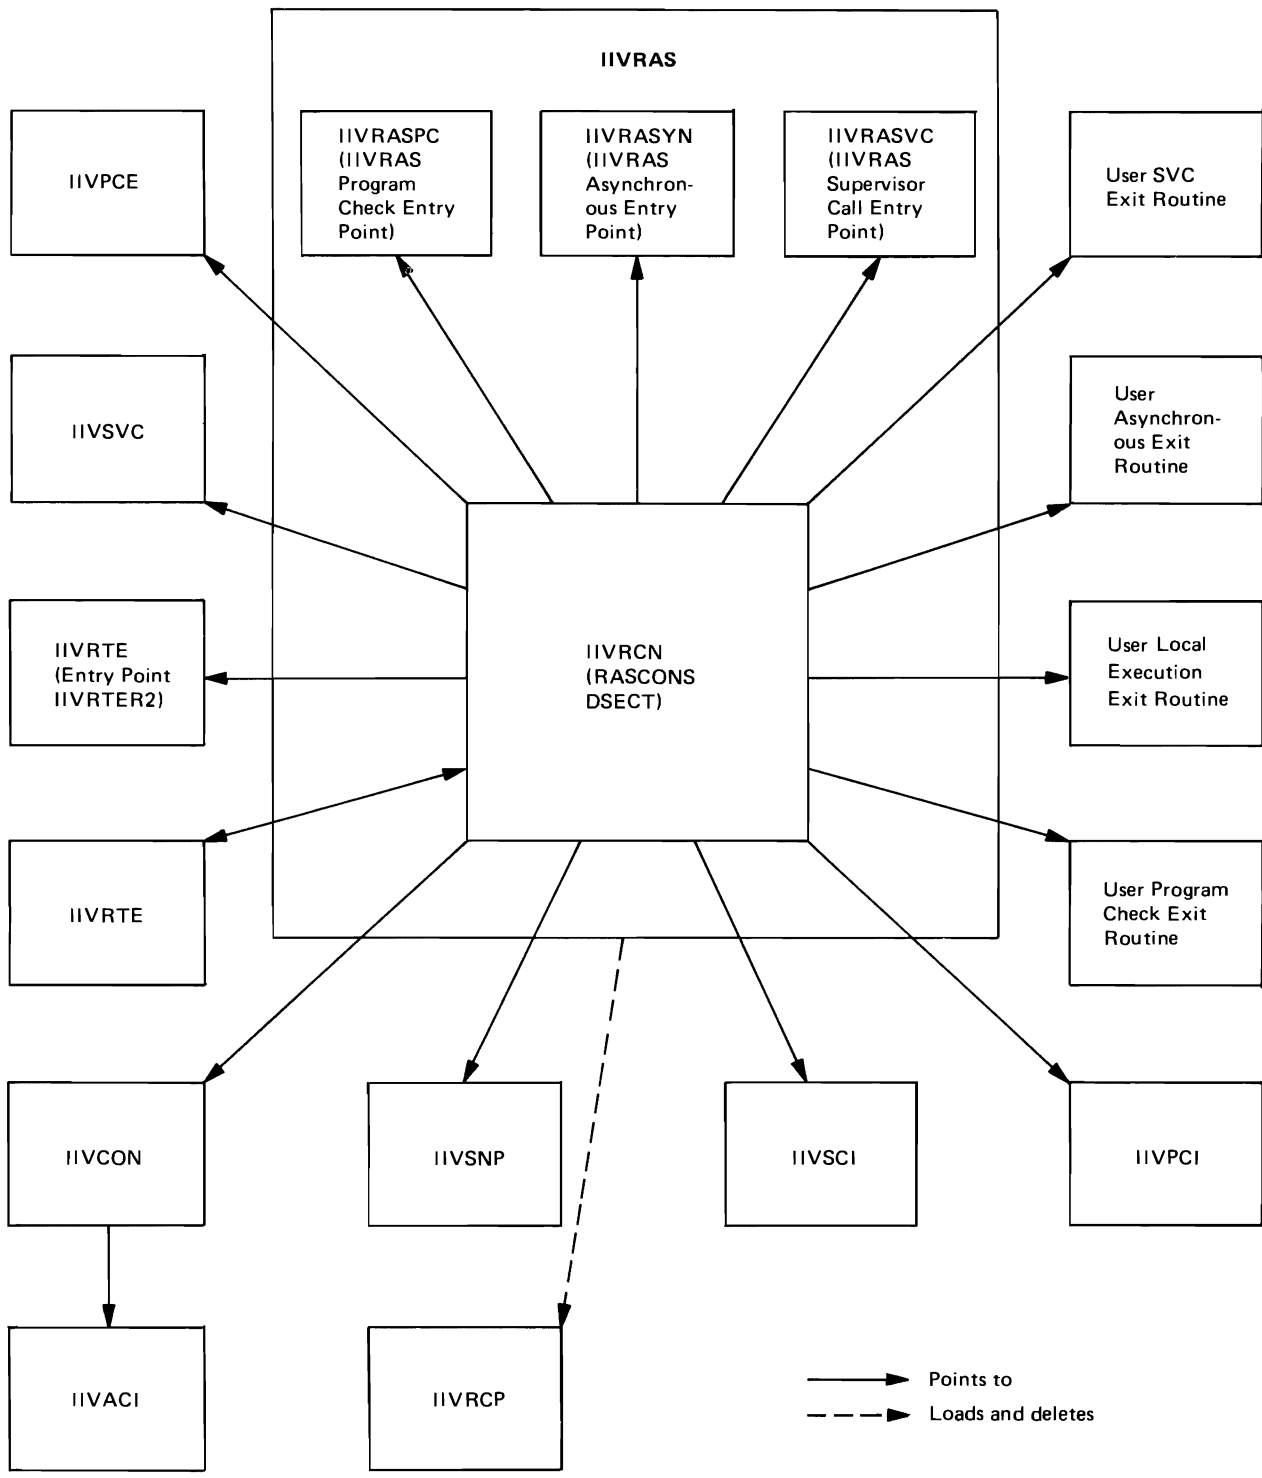 IIVRAS
IIVPCE
IIVRASPC
(IIVRAS
Program
Check Entry
Point)
IIVRASYN
(IIVRAS
Asynchron-
ous Entry
Point)
IIVRASVC
(IIVRAS
Supervisor
Call Entry
Point)
User SVC
Exit Routine
IIVSVC
User
Asynchron-
ous Exit
Routine
IIVRTE
(Entry Point
IIVRTER2)
IIVRCN
(RASCONS
DSECT)
User Local
Execution
Exit Routine
IIVRTE
User Program
Check Exit
Routine
IIVCON
IIVSNP
IIVSCI
IIVPCI
IIVACI
IIVRCP
Points to
Loads and deletes